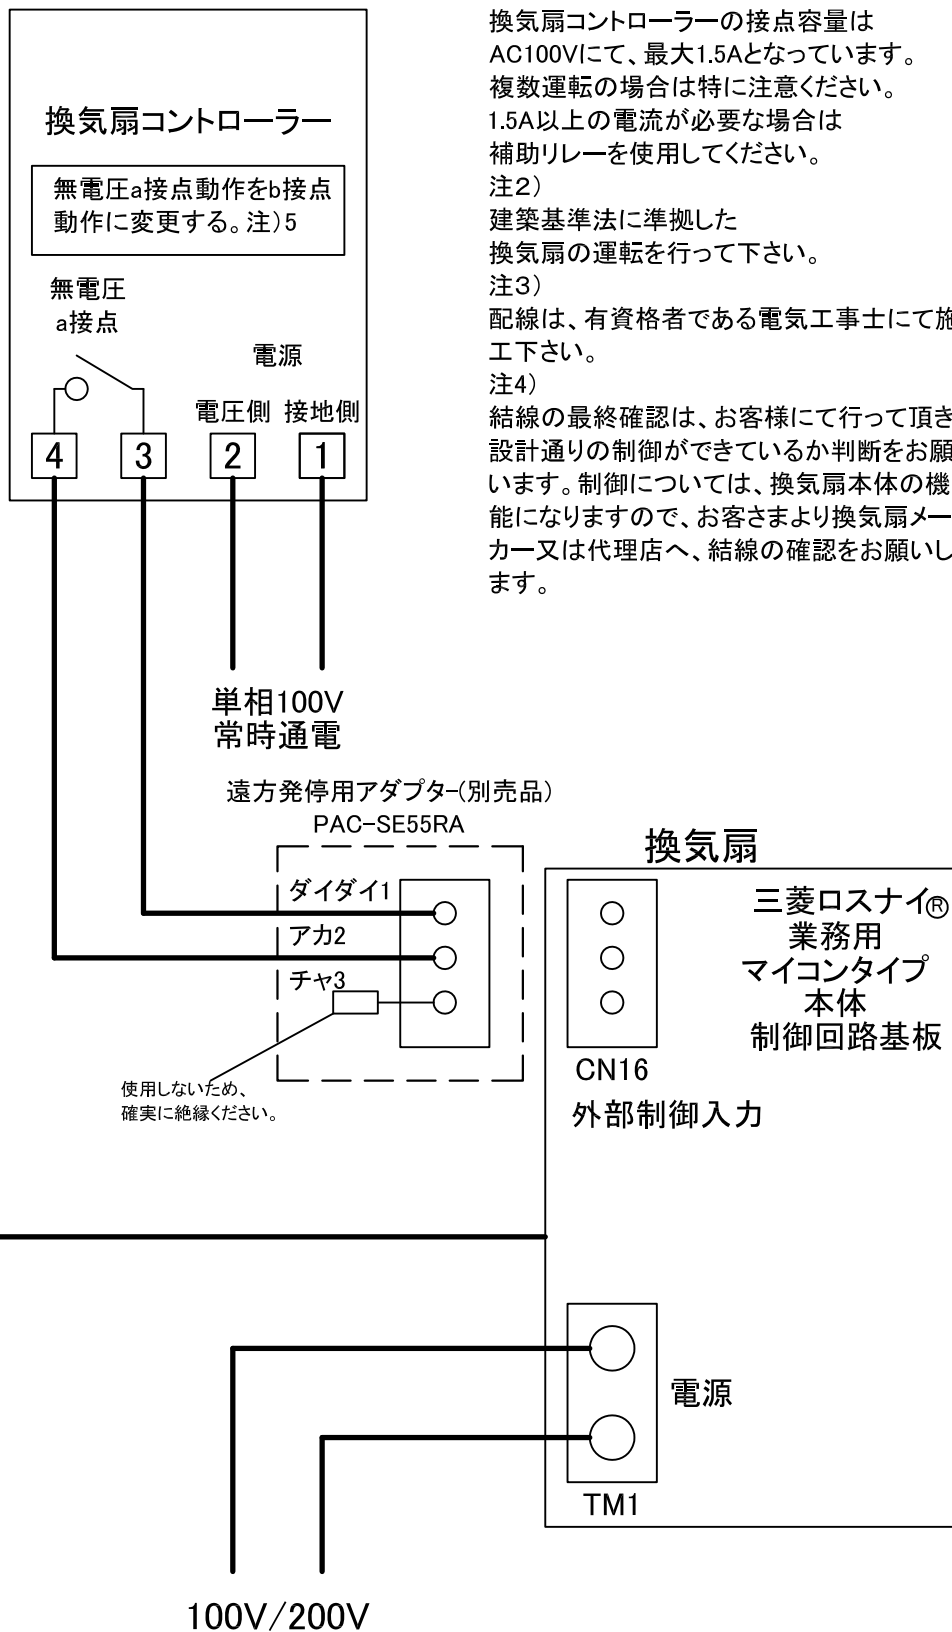 換気扇コントローラーの接点容量は
AC100Vにて、最大1.5Aとなっています。
複数運転の場合は特に注意ください。
1.5A以上の電流が必要な場合は
補助リレーを使用してください。
注2)
建築基準法に準拠した
換気扇の運転を行って下さい。
注3)
配線は、有資格者である電気工事士にて施
工下さい。
注4)
結線の最終確認は、お客様にて行って頂き
設計通りの制御ができているか判断をお願
います。制御については、換気扇本体の機
能になりますので、お客さまより換気扇メー
カー又は代理店へ、結線の確認をお願いし
ます。
換気扇コントローラー
無電圧a接点動作をb接点
動作に変更する。注)5
無電圧
a接点
電源
電圧側 接地側
4 3 2 1
単相100V
常時通電
遠方発停用アダプター(別売品)
PAC-SE55RA
ダイダイ1
アカ2
チャ3
使用しないため、
確実に絶縁ください。
換気扇
三菱ロスナイ®
業務用
マイコンタイプ
本体
制御回路基板
CN16
外部制御入力
電源
TM1
100V/200V